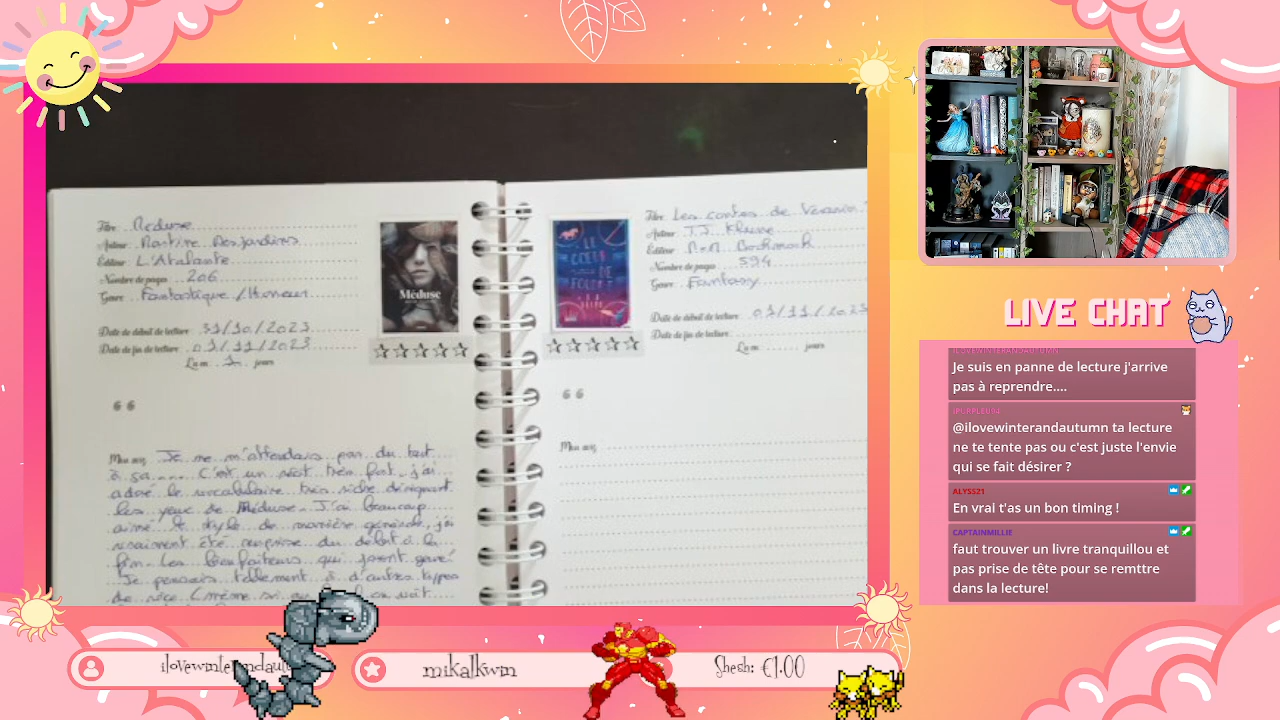 Titre Méduse
Auteur Martine Desjardins
Éditeur L'Atalante
Nombre de pages 206
Genre Fantastique / Horreur
Date de début de lecture 31/10/2023
Date de fin de lecture 01/11/2023
Lu en 1 jours
Méduse
Mon avis Je ne m'attendais pas du tout
à ça. C'est un récit très fort, j'ai
adoré le vocabulaire très riche désignant
les yeux de Méduse. J'ai beaucoup
aimé le style de manière générale, j'ai
vraiment été surprise du début à la
fin. Les bienfaiteurs qui jouent
Je pensais tellement à d'autres types
LE
COEUR
DE
FOLLE
À LA
Titre Les contes de Verania
Auteur T.J. Klune
Éditeur MxM Bookmark
Nombre de pages 594
Genre Fantasy
Date de début de lecture 01/11/2023
Date de fin de lecture
Lu en jours
Mon avis
LIVE CHAT
ILOVEWINTERANDAUTUMN
Je suis en panne de lecture j'arrive
pas à reprendre....
IPURPLEU94
@ilovewinterandautumn ta lecture
ne te tente pas ou c'est juste l'envie
qui se fait désirer ?
ALYSS21
En vrai t'as un bon timing !
CAPTAINMILLIE
faut trouver un livre tranquillou et
pas prise de tête pour se remttre
dans la lecture!
ilovewinterandaut
mikalkwin
Shesh: €1.00